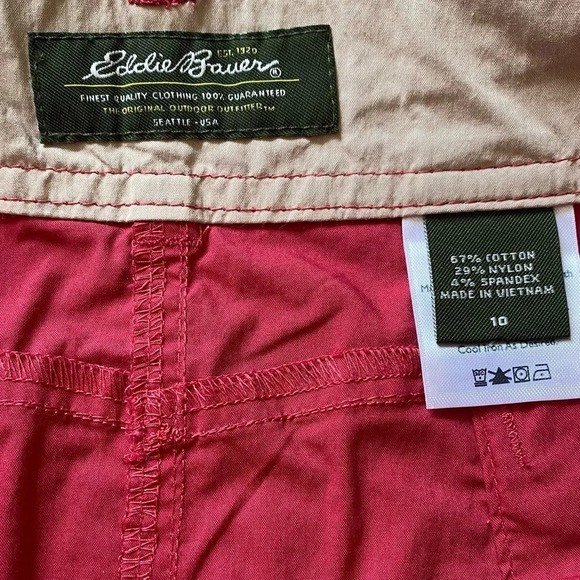 Eddie Bauer®
EST. 1920
FINEST QUALITY CLOTHING 100% GUARANTEED
THE ORIGINAL OUTDOOR OUTFITTER™
SEATTLE - USA
67% COTTON
29% NYLON
4% SPANDEX
MADE IN VIETNAM
10
Cool Iron As Desired